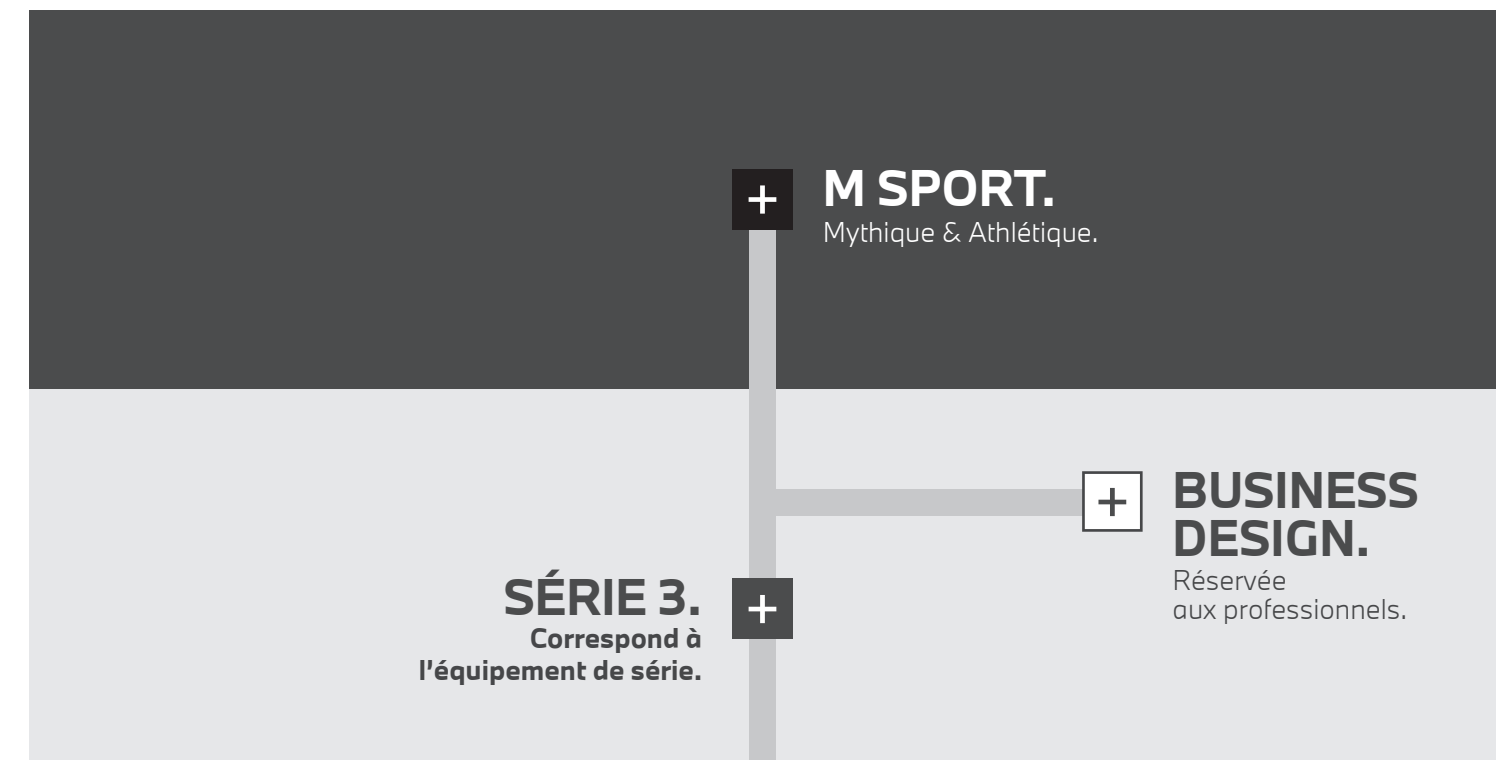 M SPORT.
Mythique & Athlétique.
BUSINESS
DESIGN.
Réservée
aux professionnels.
SÉRIE 3.
Correspond à
l’équipement de série.